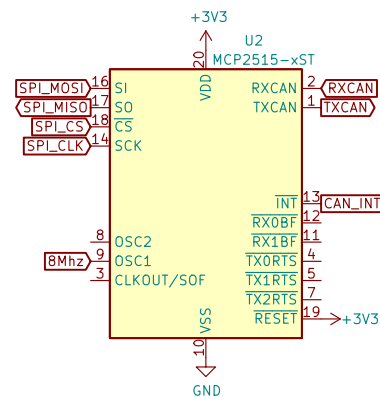 +3V3
U2
MCP2515-xST
20
VDD
SPI_MOSI 16 SI
SPI_MISO 17 SO
SPI_CS 18 CS
SPI_CLK 14 SCK
8 OSC2
8Mhz 9 OSC1
3 CLKOUT/SOF
RXCAN 2 RXCAN
TXCAN 1 TXCAN
INT 13 CAN_INT
RX0BF 12
RX1BF 11
TX0RTS 4
TX1RTS 5
TX2RTS 7
RESET 19 +3V3
VSS
10
GND